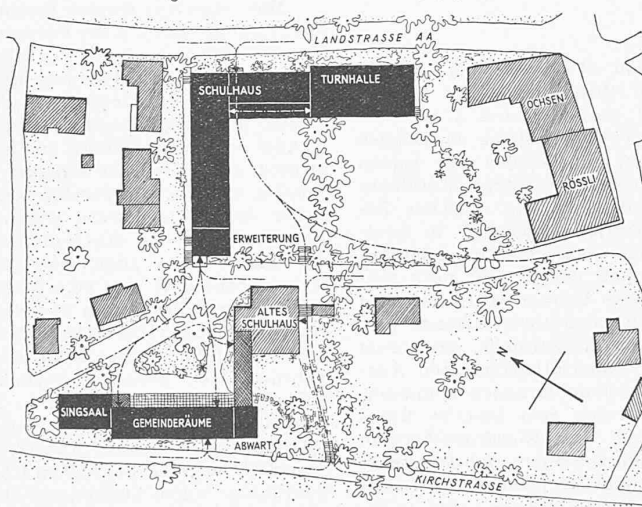 LANDSTRASSE AA
SCHULHAUS
TURNHALLE
OCHSEN
RÖSSLI
ERWEITERUNG
ALTES
SCHULHAUS
N
SINGSAAL
GEMEINDERÄUME
ABWART
KIRCHSTRASSE